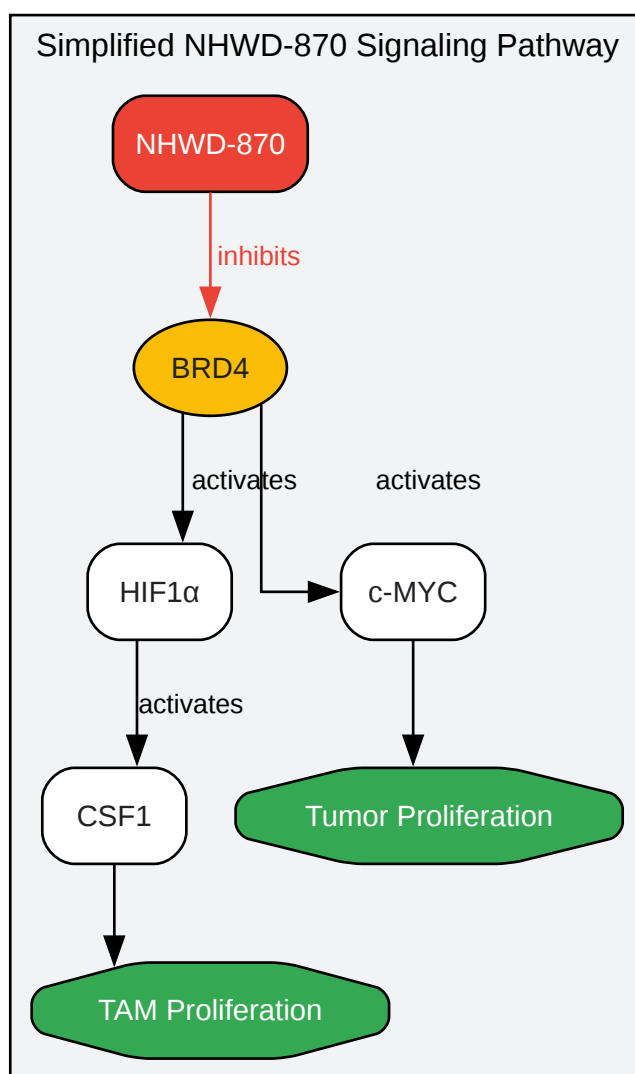 Simplified NHWD-870 Signaling Pathway
NHWD-870
inhibits
BRD4
activates
activates
HIF1α
c-MYC
activates
CSF1
Tumor Proliferation
TAM Proliferation